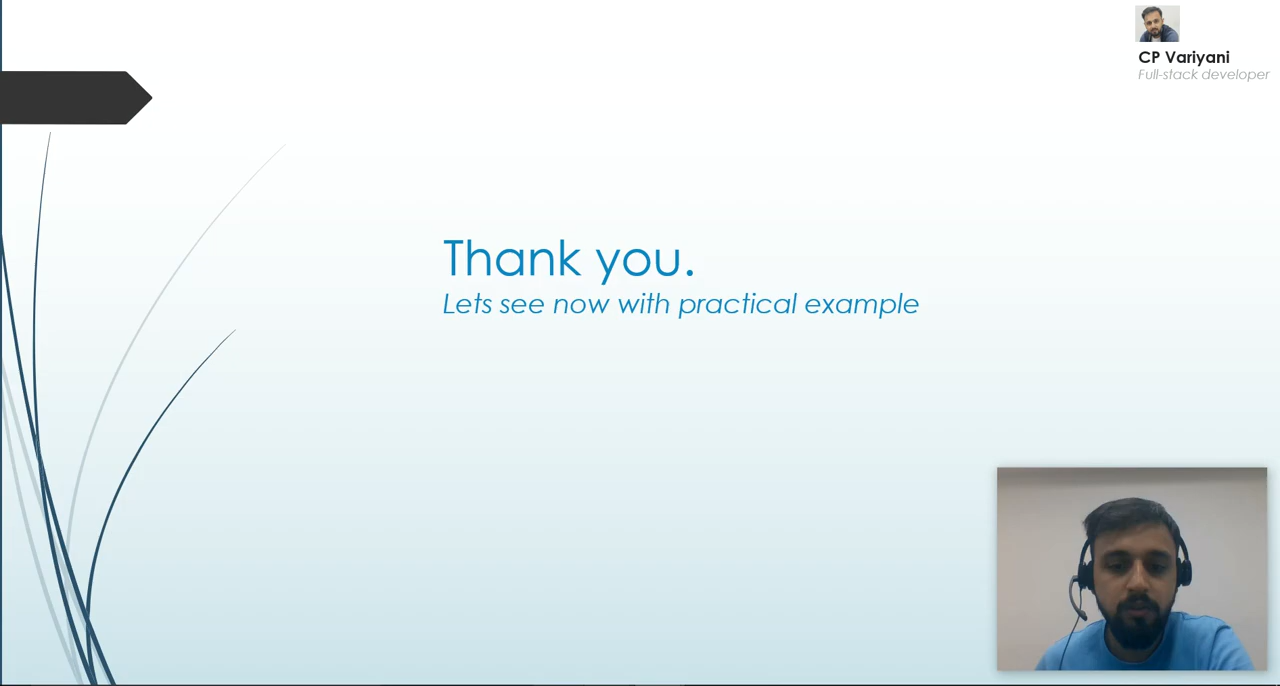 CP Variyani
Full-stack developer
Thank you.
Lets see now with practical example